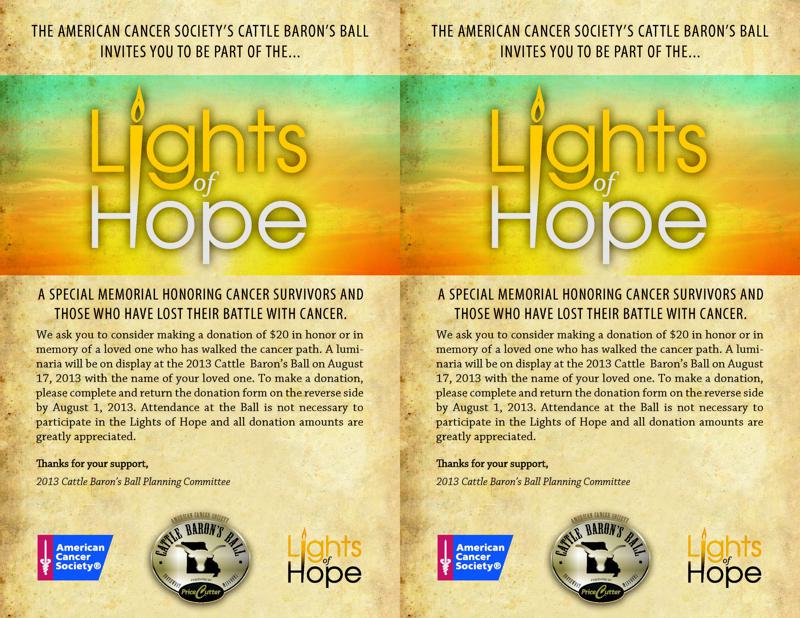 THE AMERICAN CANCER SOCIETY'S CATTLE BARON'S BALL
INVITES YOU TO BE PART OF THE...
Lights
of
Hope
A SPECIAL MEMORIAL HONORING CANCER SURVIVORS AND
THOSE WHO HAVE LOST THEIR BATTLE WITH CANCER.
We ask you to consider making a donation of $20 in honor or in
memory of a loved one who has walked the cancer path. A lumi-
naria will be on display at the 2013 Cattle Baron's Ball on August
17, 2013 with the name of your loved one. To make a donation,
please complete and return the donation form on the reverse side
by August 1, 2013. Attendance at the Ball is not necessary to
participate in the Lights of Hope and all donation amounts are
greatly appreciated.
Thanks for your support,
2013 Cattle Baron's Ball Planning Committee
American
Cancer
Society®
AMERICAN CANCER SOCIETY
CATTLE BARON'S BALL
SOUTHWEST MISSOURI
PRESENTED BY
Price Cutter
Lights
of
Hope
THE AMERICAN CANCER SOCIETY'S CATTLE BARON'S BALL
INVITES YOU TO BE PART OF THE...
Lights
of
Hope
A SPECIAL MEMORIAL HONORING CANCER SURVIVORS AND
THOSE WHO HAVE LOST THEIR BATTLE WITH CANCER.
We ask you to consider making a donation of $20 in honor or in
memory of a loved one who has walked the cancer path. A lumi-
naria will be on display at the 2013 Cattle Baron's Ball on August
17, 2013 with the name of your loved one. To make a donation,
please complete and return the donation form on the reverse side
by August 1, 2013. Attendance at the Ball is not necessary to
participate in the Lights of Hope and all donation amounts are
greatly appreciated.
Thanks for your support,
2013 Cattle Baron's Ball Planning Committee
American
Cancer
Society®
AMERICAN CANCER SOCIETY
CATTLE BARON'S BALL
SOUTHWEST MISSOURI
PRESENTED BY
Price Cutter
Lights
of
Hope